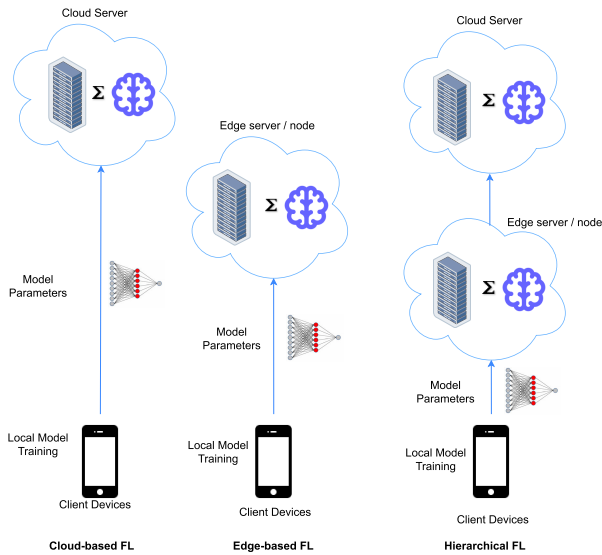 Cloud Server
Σ
Model
Parameters
Local Model
Training
Client Devices
Cloud-based FL
Edge server / node
Σ
Model
Parameters
Local Model
Training
Client Devices
Edge-based FL
Cloud Server
Σ
Edge server / node
Σ
Model
Parameters
Local Model
Training
Client Devices
Hierarchical FL